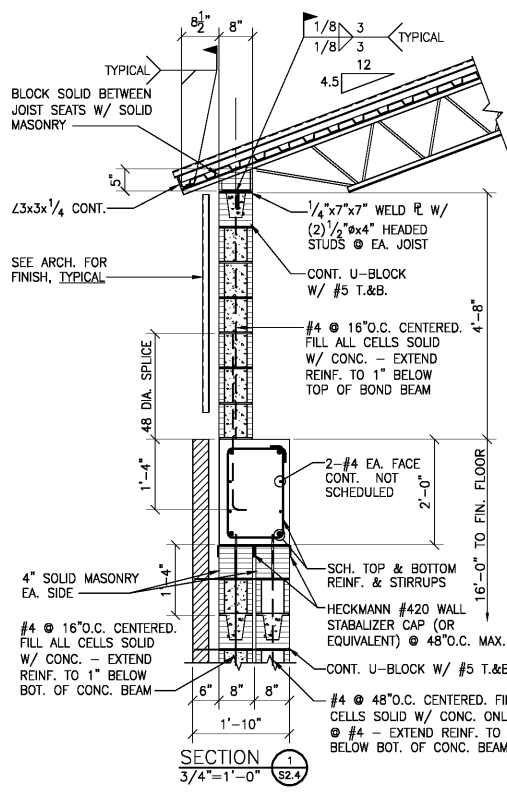 8 1/2" 8"
1/8 3
1/8 3
TYPICAL
TYPICAL
12
4.5
BLOCK SOLID BETWEEN
JOIST SEATS W/ SOLID
MASONRY
5"
∠3x3x1/4 CONT.
1/4"x7"x7" WELD ⅊ W/
(2)1/2"øx4" HEADED
STUDS @ EA. JOIST
SEE ARCH. FOR
FINISH, TYPICAL
CONT. U-BLOCK
W/ #5 T.&B.
4'-8"
#4 @ 16"O.C. CENTERED.
FILL ALL CELLS SOLID
W/ CONC. – EXTEND
REINF. TO 1" BELOW
TOP OF BOND BEAM
48 DIA. SPLICE
1'-4"
2-#4 EA. FACE
CONT. NOT
SCHEDULED
2'-0"
16'-0" TO FIN. FLOOR
SCH. TOP & BOTTOM
REINF. & STIRRUPS
4" SOLID MASONRY
EA. SIDE
1'-4"
HECKMANN #420 WALL
STABALIZER CAP (OR
EQUIVALENT) @ 48"O.C. MAX.
#4 @ 16"O.C. CENTERED.
FILL ALL CELLS SOLID
W/ CONC. – EXTEND
REINF. TO 1" BELOW
BOT. OF CONC. BEAM
CONT. U-BLOCK W/ #5 T.&B
#4 @ 48"O.C. CENTERED. FI
CELLS SOLID W/ CONC. ONL
@ #4 – EXTEND REINF. TO
BELOW BOT. OF CONC. BEAM
6" 8" 8"
1'-10"
SECTION 1
3/4"=1'-0" S2.4